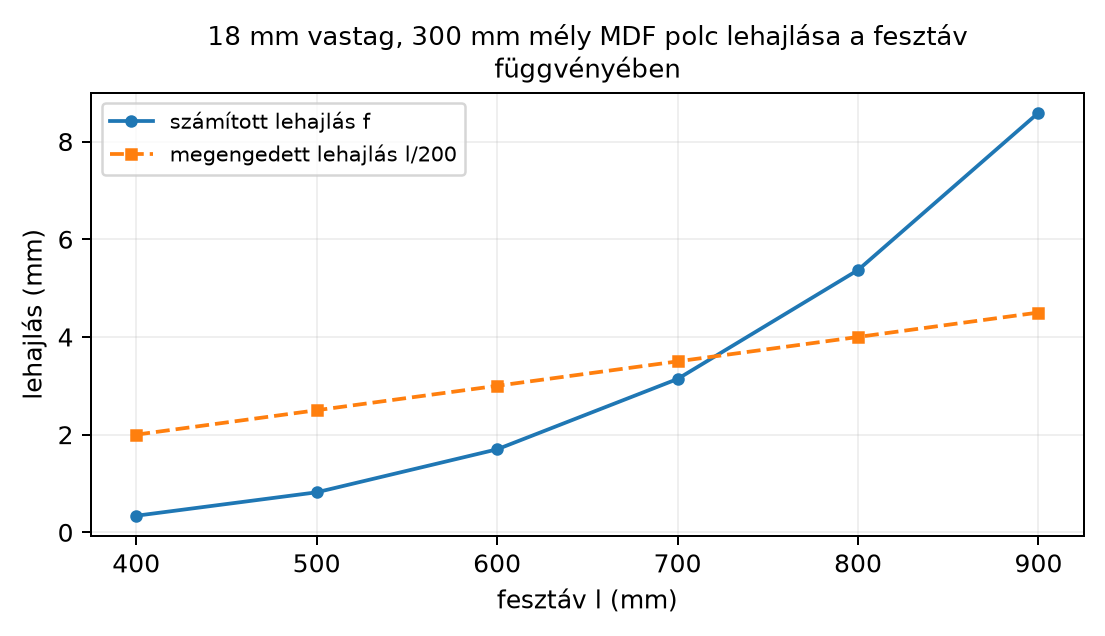 18 mm vastag, 300 mm mély MDF polc lehajlása a fesztáv
függvényében
számított lehajlás f
megengedett lehajlás l/200
lehajlás (mm)
8
6
4
2
0
400 500 600 700 800 900
fesztáv l (mm)